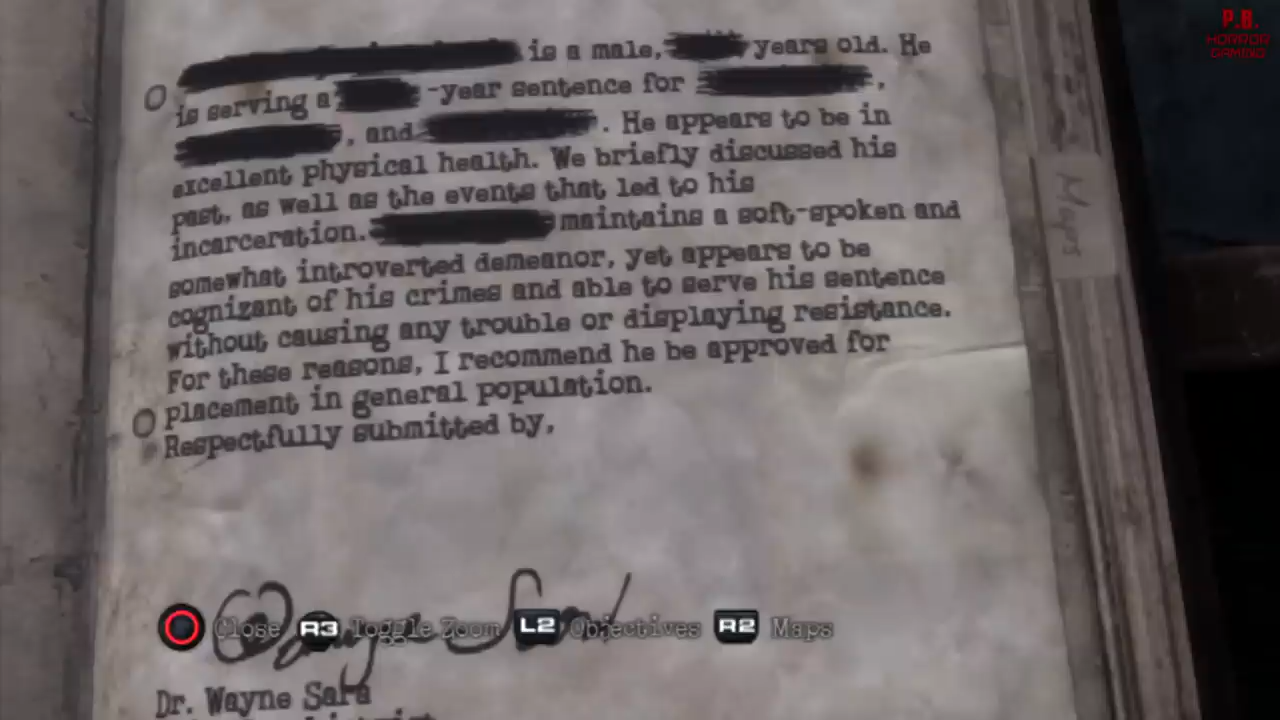 P.B.
HORROR
GAMING
is a male, years old. He
is serving a -year sentence for ,
, and . He appears to be in
excellent physical health. We briefly discussed his
past, as well as the events that led to his
incarceration. maintains a soft-spoken and
somewhat introverted demeanor, yet appears to be
cognizant of his crimes and able to serve his sentence
without causing any trouble or displaying resistance.
For these reasons, I recommend he be approved for
placement in general population.
Respectfully submitted by,
Maps
Close R3 Toggle Zoom L2 Objectives R2 Maps
Dr. Wayne Sara